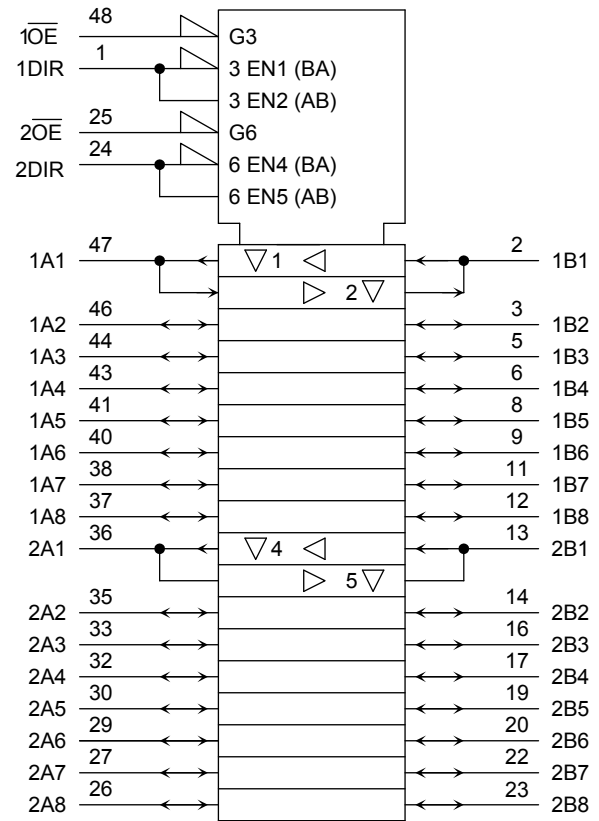 1OE 48 G3
1DIR 1 3 EN1 (BA)
3 EN2 (AB)
2OE 25 G6
2DIR 24 6 EN4 (BA)
6 EN5 (AB)
1A1 47 1 2 1B1
2
1A2 46 3 1B2
1A3 44 5 1B3
1A4 43 6 1B4
1A5 41 8 1B5
1A6 40 9 1B6
1A7 38 11 1B7
1A8 37 12 1B8
2A1 36 4 13 2B1
5
2A2 35 14 2B2
2A3 33 16 2B3
2A4 32 17 2B4
2A5 30 19 2B5
2A6 29 20 2B6
2A7 27 22 2B7
2A8 26 23 2B8